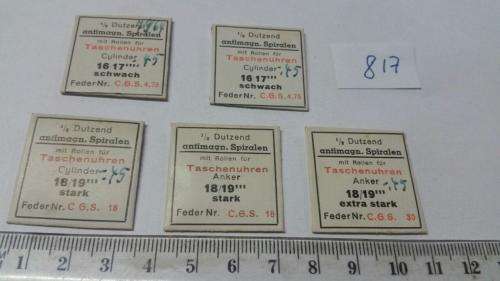 ½ Dutzend
antimagn. Spiralen
mit Rollen für
Taschenuhren
Cylinder -.45
16 17'''
schwach
Feder Nr. C.G.S. 4,75
½ Dutzend
antimagn. Spiralen
mit Rollen für
Taschenuhren
Cylinder -.45
16 17'''
schwach
Feder Nr. C.G.S. 4,75
817
½ Dutzend
antimagn. Spiralen
mit Rollen für
Taschenuhren
Cylinder -.45
18/19'''
stark
Feder Nr. C.G.S. 18
½ Dutzend
antimagn. Spiralen
mit Rollen für
Taschenuhren
Anker
18/19'''
stark
Feder Nr. C.G.S. 18
½ Dutzend
antimagn. Spiralen
mit Rollen für
Taschenuhren
Anker -.45
18/19'''
extra stark
Feder Nr. C.G.S. 30
1 2 3 4 5 6 7 8 9 10 11 12 13